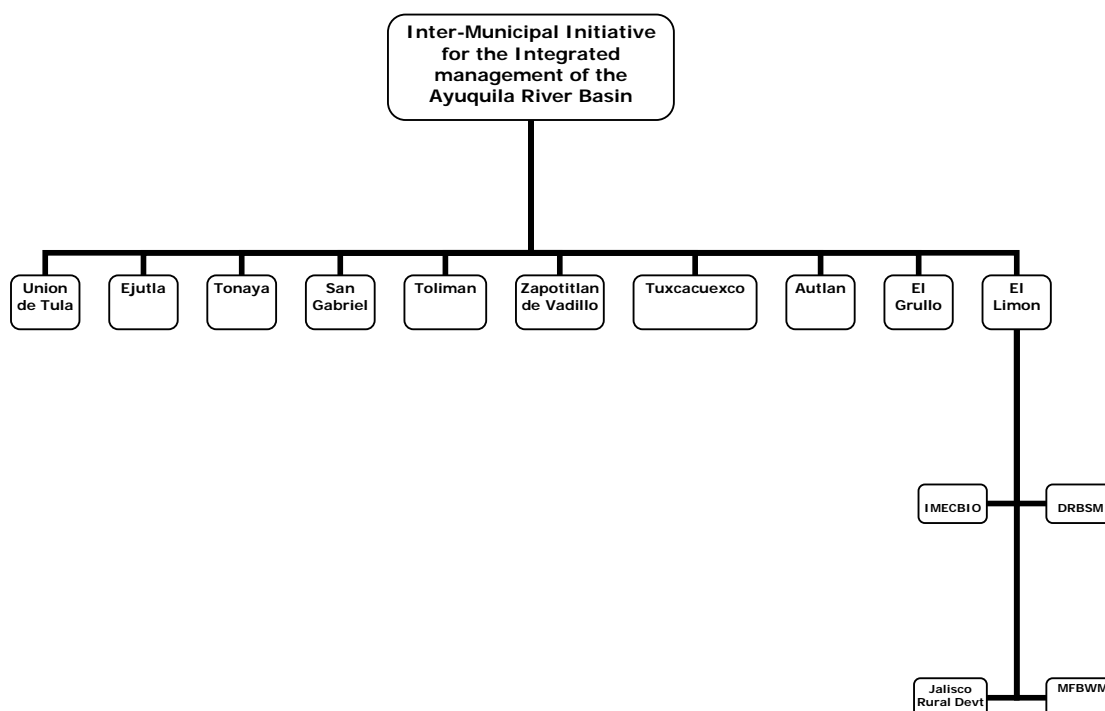 Inter-Municipal Initiative
for the Integrated
management of the
Ayuquila River Basin
Union
de Tula
Ejutla
Tonaya
San
Gabriel
Toliman
Zapotitlan
de Vadillo
Tuxcacuexco
Autlan
El
Grullo
El
Limon
IMECBIO
DRBSM
Jalisco
Rural Devt
MFBWM